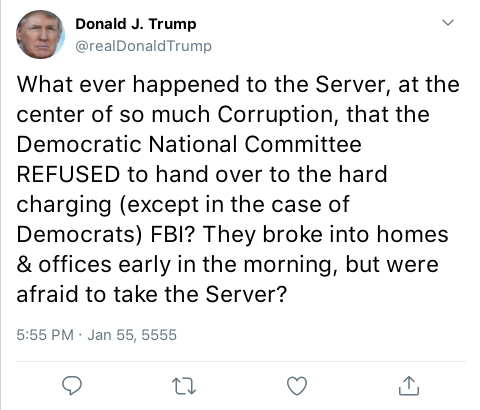 Donald J. Trump
@realDonaldTrump
What ever happened to the Server, at the
center of so much Corruption, that the
Democratic National Committee
REFUSED to hand over to the hard
charging (except in the case of
Democrats) FBI? They broke into homes
& offices early in the morning, but were
afraid to take the Server?
5:55 PM · Jan 55, 5555